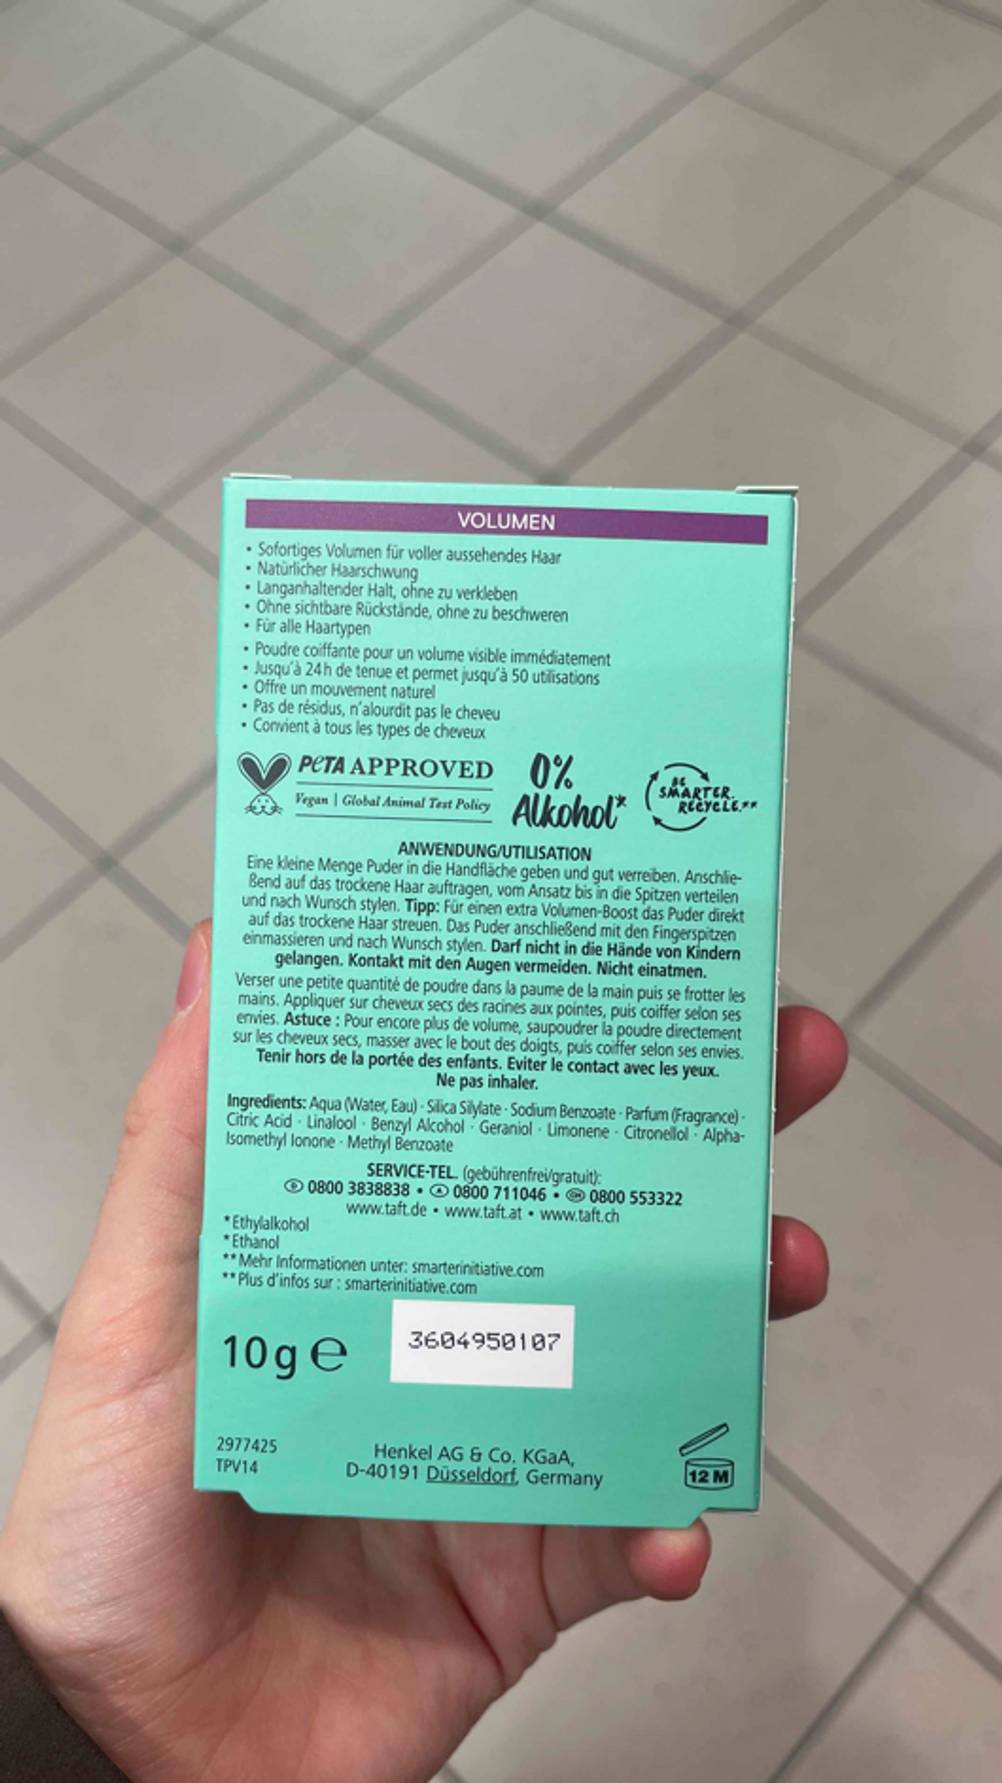 VOLUMEN
• Sofortiges Volumen für voller aussehendes Haar
• Natürlicher Haarschwung
• Langanhaltender Halt, ohne zu verkleben
• Ohne sichtbare Rückstände, ohne zu beschweren
• Für alle Haartypen
• Poudre coiffante pour un volume visible immédiatement
• Jusqu'à 24h de tenue et permet jusqu'à 50 utilisations
• Offre un mouvement naturel
• Pas de résidus, n'alourdit pas le cheveu
• Convient à tous les types de cheveux
PETA APPROVED
Vegan | Global Animal Test Policy
0%
Alkohol*
BE
SMARTER.
RECYCLE.**
ANWENDUNG/UTILISATION
Eine kleine Menge Puder in die Handfläche geben und gut verreiben. Anschlie-
ßend auf das trockene Haar auftragen, vom Ansatz bis in die Spitzen verteilen
und nach Wunsch stylen. Tipp: Für einen extra Volumen-Boost das Puder direkt
auf das trockene Haar streuen. Das Puder anschließend mit den Fingerspitzen
einmassieren und nach Wunsch stylen. Darf nicht in die Hände von Kindern
gelangen. Kontakt mit den Augen vermeiden. Nicht einatmen.
Verser une petite quantité de poudre dans la paume de la main puis se frotter les
mains. Appliquer sur cheveux secs des racines aux pointes, puis coiffer selon ses
envies. Astuce : Pour encore plus de volume, saupoudrer la poudre directement
sur les cheveux secs, masser avec le bout des doigts, puis coiffer selon ses envies.
Tenir hors de la portée des enfants. Eviter le contact avec les yeux.
Ne pas inhaler.
Ingredients: Aqua (Water, Eau) · Silica Silylate · Sodium Benzoate · Parfum (Fragrance) ·
Citric Acid · Linalool · Benzyl Alcohol · Geraniol · Limonene · Citronellol · Alpha-
Isomethyl Ionone · Methyl Benzoate
SERVICE-TEL. (gebührenfrei/gratuit):
D 0800 3838838 • A 0800 711046 • CH 0800 553322
www.taft.de • www.taft.at • www.taft.ch
*Ethylalkohol
*Ethanol
**Mehr Informationen unter: smarterinitiative.com
**Plus d'infos sur : smarterinitiative.com
10g e
3604950107
2977425
TPV14
Henkel AG & Co. KGaA,
D-40191 Düsseldorf, Germany
12 M